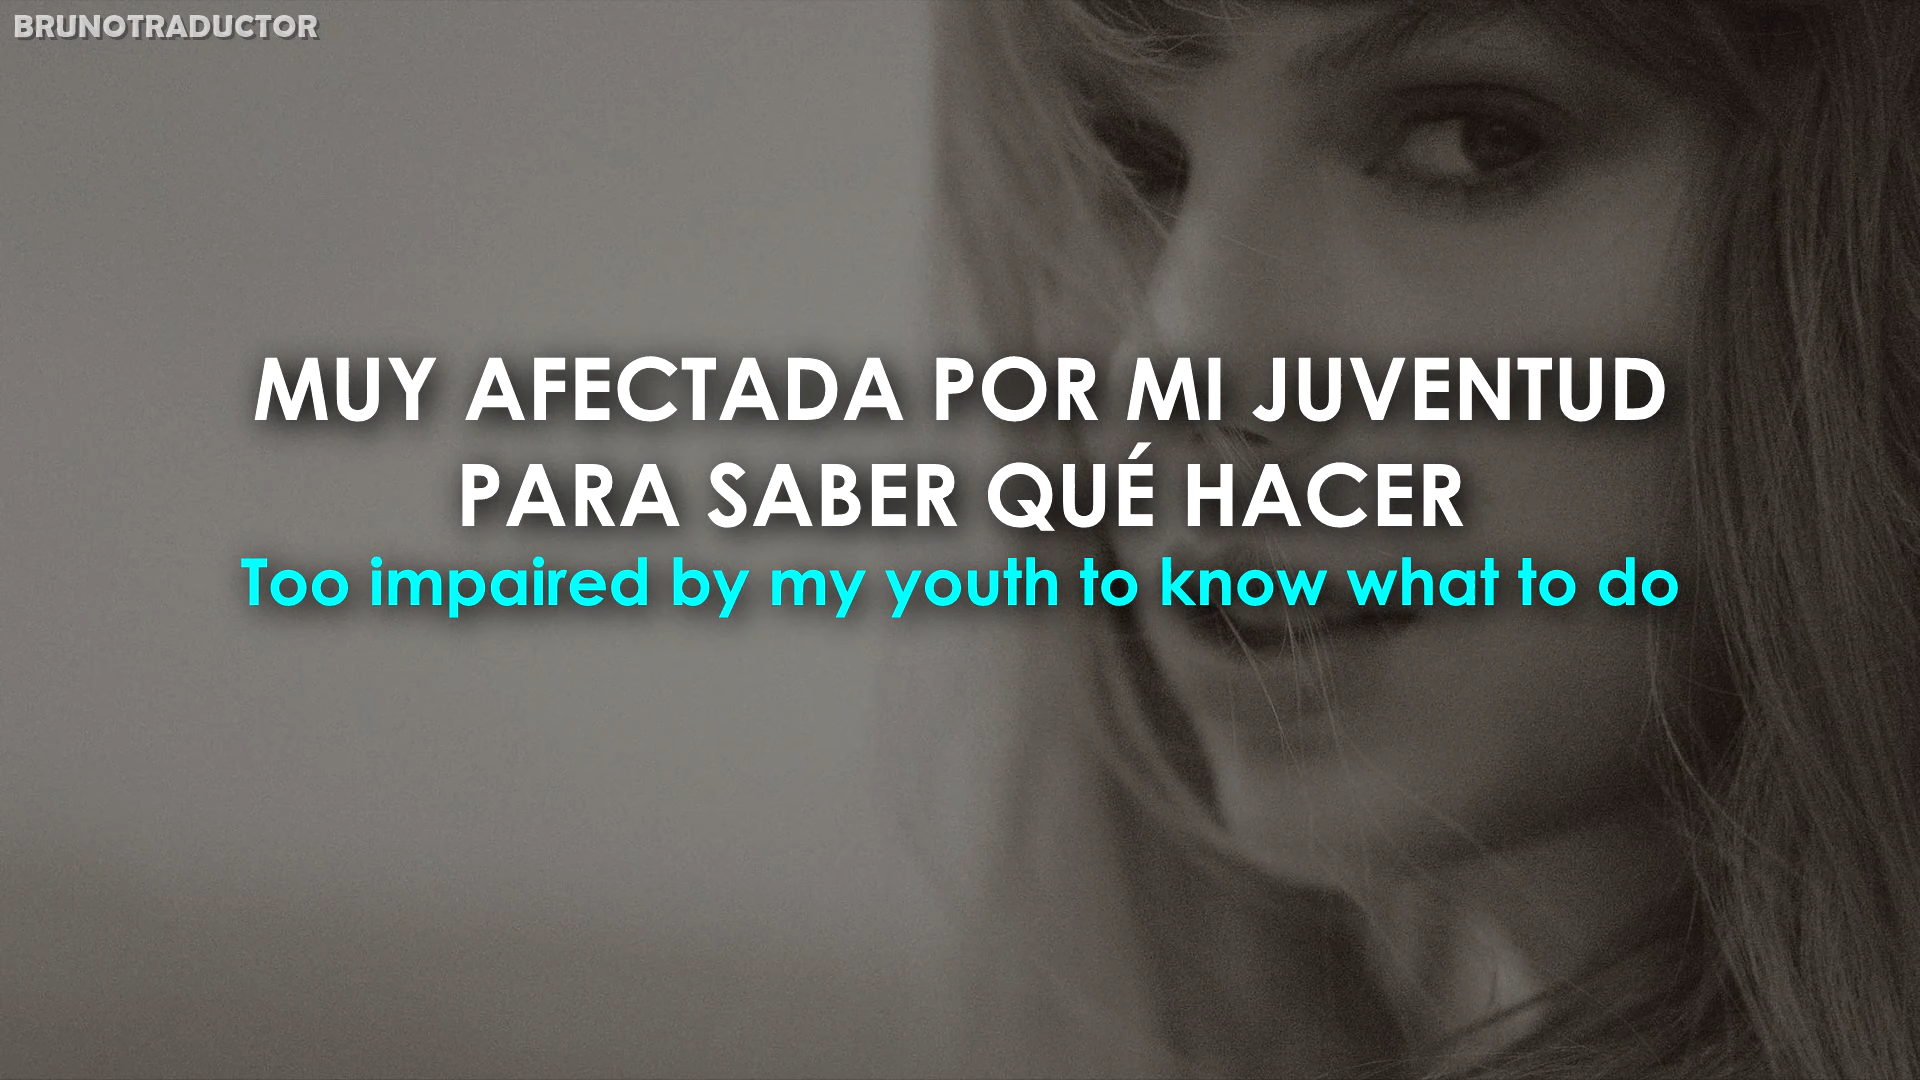 BRUNOTRADUCTOR
MUY AFECTADA POR MI JUVENTUD
PARA SABER QUÉ HACER
Too impaired by my youth to know what to do